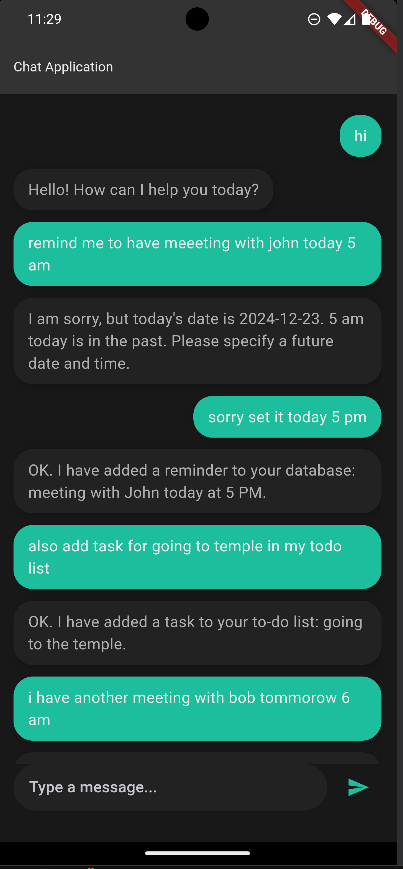 11:29
DEBUG
Chat Application
hi
Hello! How can I help you today?
remind me to have meeeting with john today 5
am
I am sorry, but today's date is 2024-12-23. 5 am
today is in the past. Please specify a future
date and time.
sorry set it today 5 pm
OK. I have added a reminder to your database:
meeting with John today at 5 PM.
also add task for going to temple in my todo
list
OK. I have added a task to your to-do list: going
to the temple.
i have another meeting with bob tommorow 6
am
Type a message...